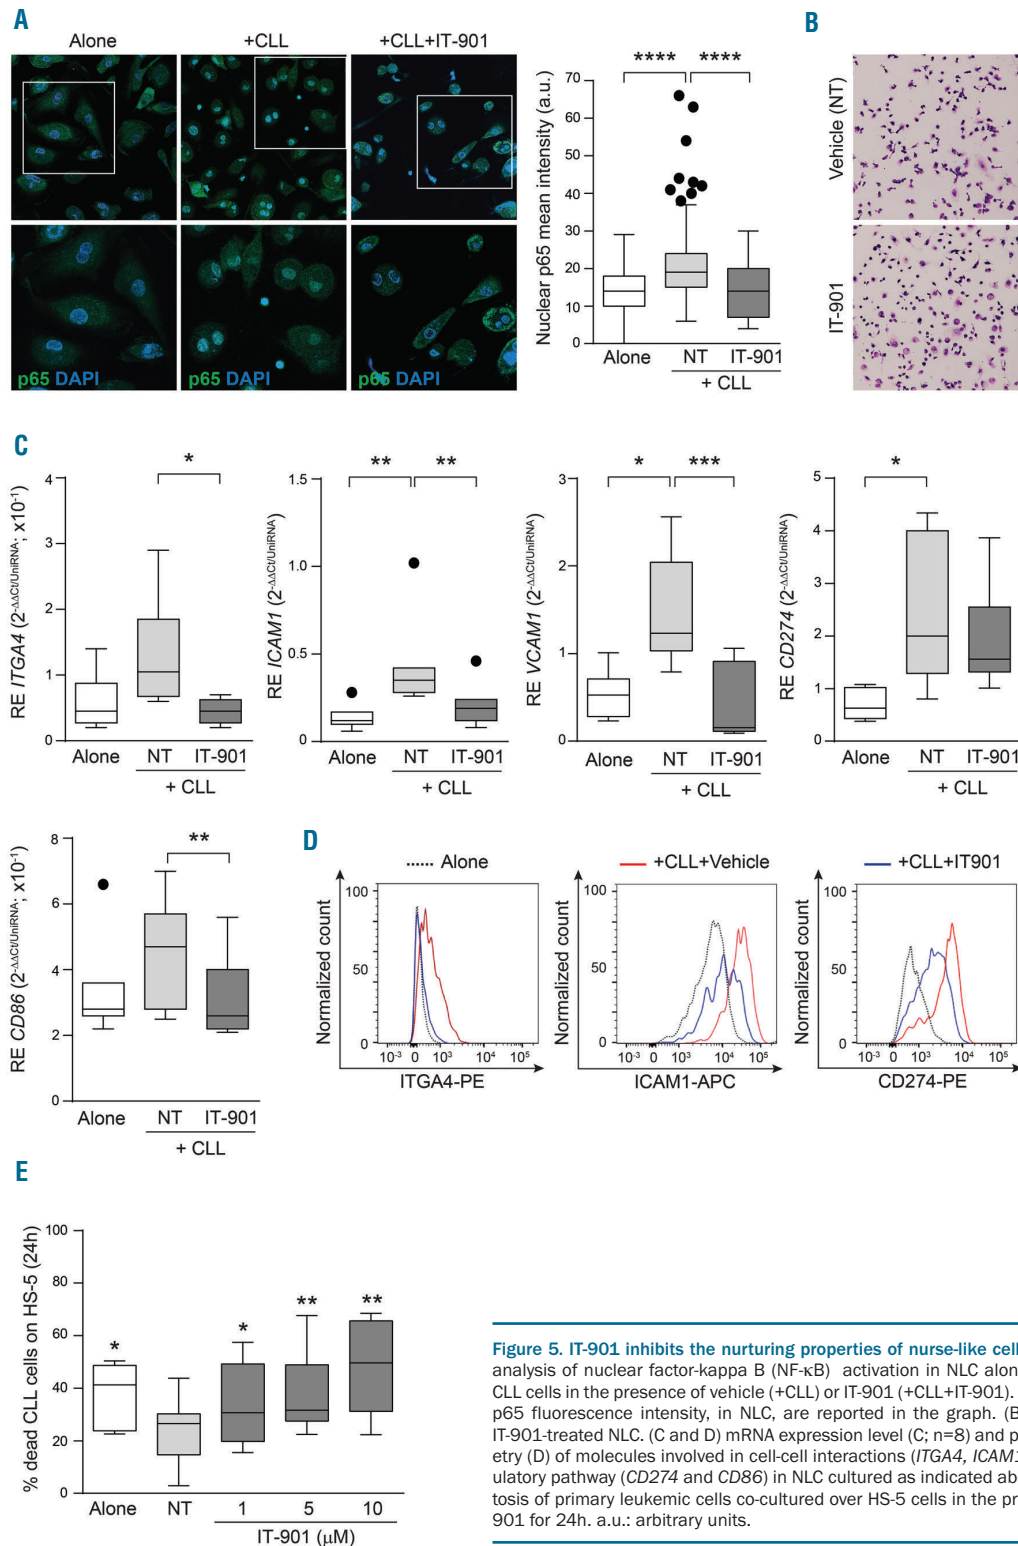 A
Alone
+CLL
+CLL+IT-901
p65 DAPI
p65 DAPI
p65 DAPI
Nuclear p65 mean intensity (a.u.)
70
60
50
40
30
20
10
0
****
****
Alone
NT
IT-901
+ CLL
B
Vehicle (NT)
IT-901
C
RE ITGA4 (2-ΔΔCt/UniRNA; x10-1)
4
3
2
1
0
*
Alone
NT
IT-901
+ CLL
RE ICAM1 (2-ΔΔCt/UniRNA)
1.5
1.0
0.5
0
**
**
Alone
NT
IT-901
+ CLL
RE VCAM1 (2-ΔΔCt/UniRNA)
3
2
1
0
*
***
Alone
NT
IT-901
+ CLL
RE CD274 (2-ΔΔCt/UniRNA)
5
4
3
2
1
0
*
Alone
NT
IT-901
+ CLL
RE CD86 (2-ΔΔCt/UniRNA; x10-1)
8
6
4
2
0
**
Alone
NT
IT-901
+ CLL
D
Alone
+CLL+Vehicle
+CLL+IT901
Normalized count
100
50
0
10-3 0 103 104 105
ITGA4-PE
Normalized count
100
50
0
10-3 0 103 104 105
ICAM1-APC
Normalized count
100
50
0
10-3 0 103 104 105
CD274-PE
E
% dead CLL cells on HS-5 (24h)
100
80
60
40
20
0
*
*
**
**
Alone
NT
1
5
10
IT-901 (μM)
Figure 5. IT-901 inhibits the nurturing properties of nurse-like cell
analysis of nuclear factor-kappa B (NF-κB) activation in NLC alon
CLL cells in the presence of vehicle (+CLL) or IT-901 (+CLL+IT-901).
p65 fluorescence intensity, in NLC, are reported in the graph. (B
IT-901-treated NLC. (C and D) mRNA expression level (C; n=8) and p
etry (D) of molecules involved in cell-cell interactions (ITGA4, ICAM1
ulatory pathway (CD274 and CD86) in NLC cultured as indicated ab
tosis of primary leukemic cells co-cultured over HS-5 cells in the pr
901 for 24h. a.u.: arbitrary units.